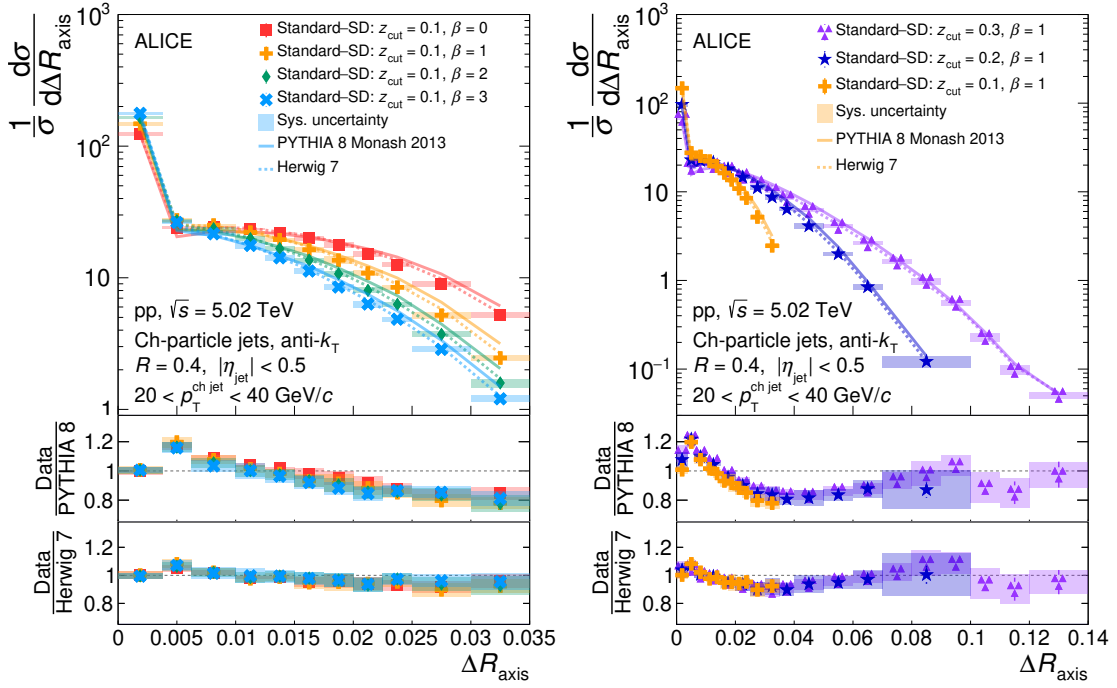 1/σ dσ/dΔR_axis
10³
10²
10
1
ALICE
Standard–SD: z_cut = 0.1, β = 0
Standard–SD: z_cut = 0.1, β = 1
Standard–SD: z_cut = 0.1, β = 2
Standard–SD: z_cut = 0.1, β = 3
Sys. uncertainty
PYTHIA 8 Monash 2013
Herwig 7
pp, √s = 5.02 TeV
Ch-particle jets, anti-k_T
R = 0.4, |η_jet| < 0.5
20 < p_T^ch jet < 40 GeV/c
Data/PYTHIA 8
1.2
1
0.8
Data/Herwig 7
1.2
1
0.8
0 0.005 0.01 0.015 0.02 0.025 0.03 0.035
ΔR_axis
1/σ dσ/dΔR_axis
10⁴
10³
10²
10
1
10⁻¹
ALICE
Standard–SD: z_cut = 0.3, β = 1
Standard–SD: z_cut = 0.2, β = 1
Standard–SD: z_cut = 0.1, β = 1
Sys. uncertainty
PYTHIA 8 Monash 2013
Herwig 7
pp, √s = 5.02 TeV
Ch-particle jets, anti-k_T
R = 0.4, |η_jet| < 0.5
20 < p_T^ch jet < 40 GeV/c
Data/PYTHIA 8
1.2
1
0.8
Data/Herwig 7
1.2
1
0.8
0 0.02 0.04 0.06 0.08 0.1 0.12 0.14
ΔR_axis